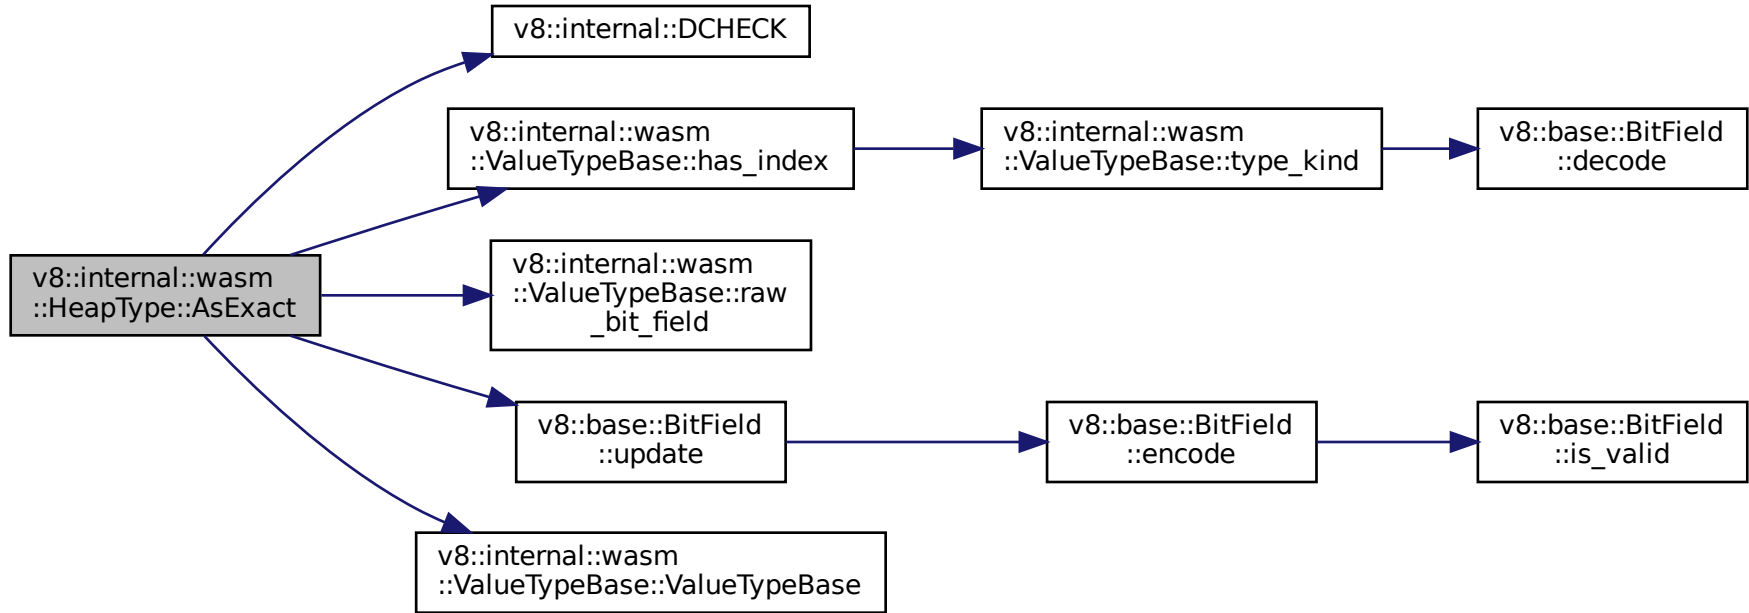 v8::internal::DCHECK
v8::internal::wasm
::ValueTypeBase::has_index
v8::internal::wasm
::ValueTypeBase::type_kind
v8::base::BitField
::decode
v8::internal::wasm
::HeapType::AsExact
v8::internal::wasm
::ValueTypeBase::raw
_bit_field
v8::base::BitField
::update
v8::base::BitField
::encode
v8::base::BitField
::is_valid
v8::internal::wasm
::ValueTypeBase::ValueTypeBase